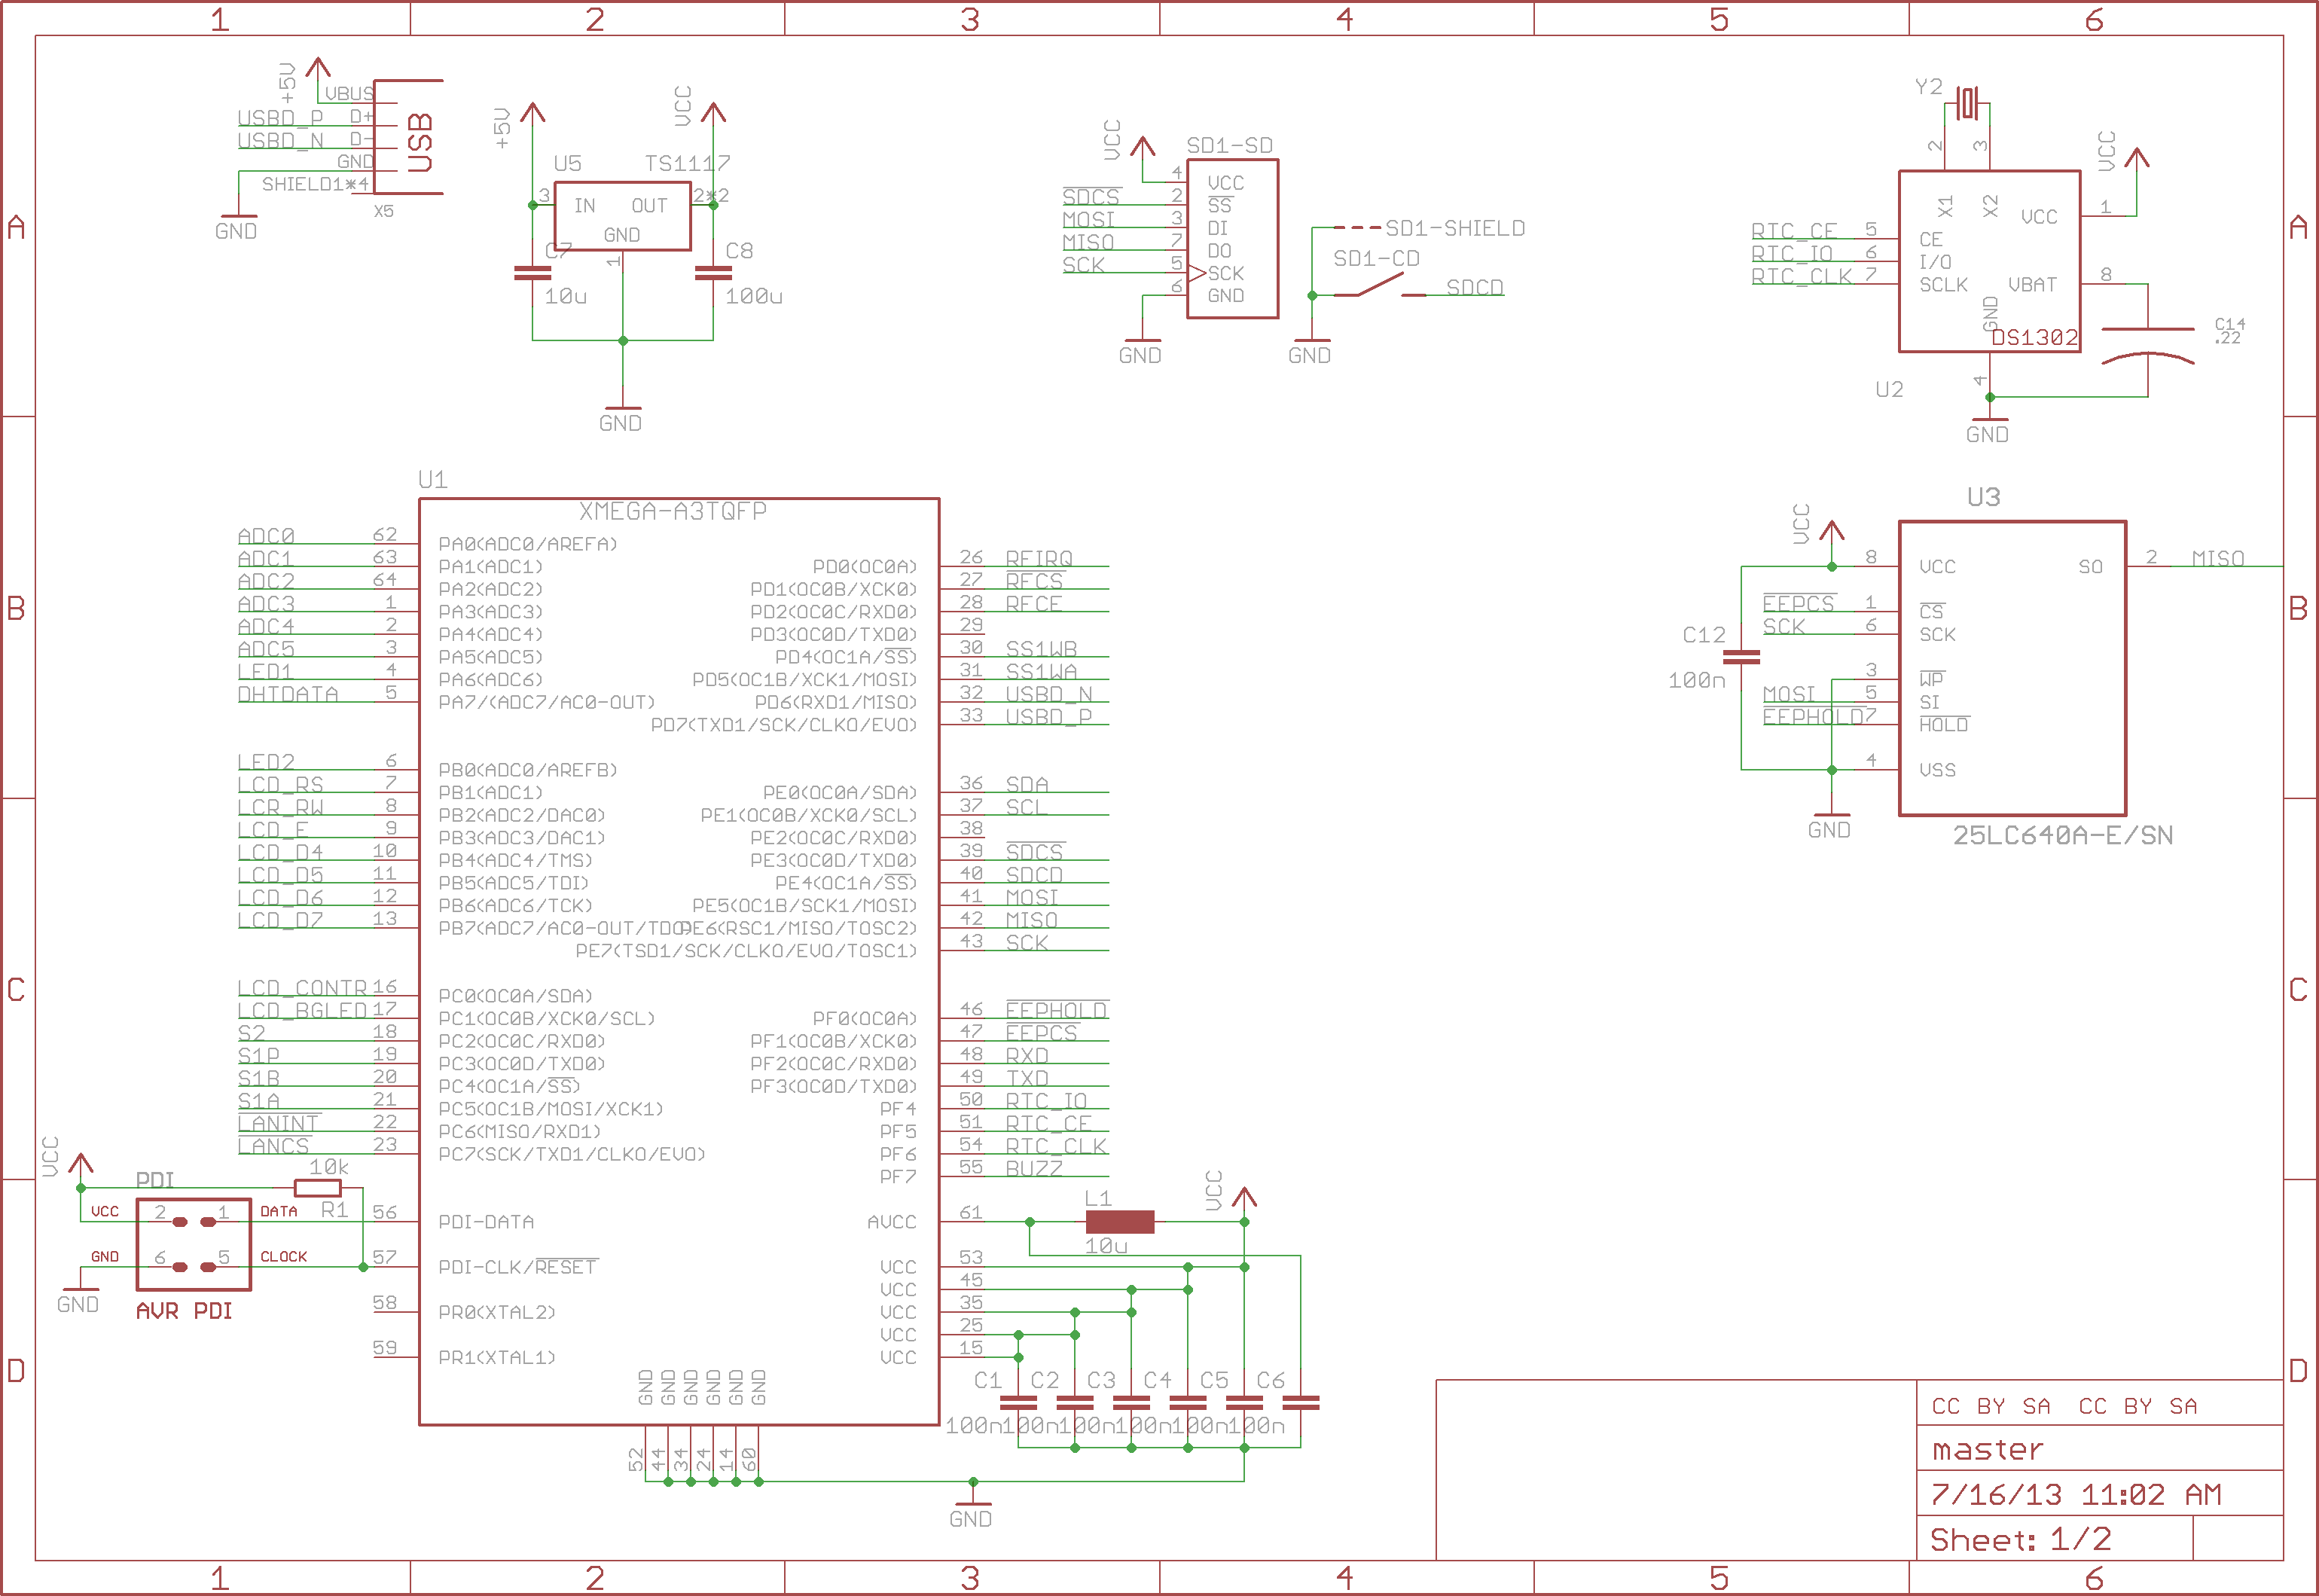 1 2 3 4 5 6
A
B
C
D
+5V
VBUS
USBD_P D+
USBD_N D-
GND
SHIELD1*4
USB
X5
GND
+5V
VCC
U5 TS1117
3 IN OUT 2*2
GND
1
C7
10u
C8
100u
GND
VCC
SD1-SD
4 VCC
SDCS 2 SS
MOSI 3 DI
MISO 7 DO
SCK 5 SCK
6 GND
GND
SD1-SHIELD
SD1-CD
SDCD
GND
Y2
2 3
X1 X2
VCC
VCC 1
RTC_CE 5 CE
RTC_IO 6 I/O
RTC_CLK 7 SCLK
VBAT 8
GND
DS1302
4
U2
C14
.22
GND
U3
VCC
8 VCC
SO 2 MISO
EEPCS 1 CS
SCK 6 SCK
C12
100n
3 WP
MOSI 5 SI
EEPHOLD 7 HOLD
4 VSS
GND
25LC640A-E/SN
U1
XMEGA-A3TQFP
ADC0 62 PA0(ADC0/AREFA)
ADC1 63 PA1(ADC1)
ADC2 64 PA2(ADC2)
ADC3 1 PA3(ADC3)
ADC4 2 PA4(ADC4)
ADC5 3 PA5(ADC5)
LED1 4 PA6(ADC6)
DHTDATA 5 PA7/(ADC7/AC0-OUT)
LED2 6 PB0(ADC0/AREFB)
LCD_RS 7 PB1(ADC1)
LCR_RW 8 PB2(ADC2/DAC0)
LCD_E 9 PB3(ADC3/DAC1)
LCD_D4 10 PB4(ADC4/TMS)
LCD_D5 11 PB5(ADC5/TDI)
LCD_D6 12 PB6(ADC6/TCK)
LCD_D7 13 PB7(ADC7/AC0-OUT/TDO)
LCD_CONTR 16 PC0(OC0A/SDA)
LCD_BGLED 17 PC1(OC0B/XCK0/SCL)
S2 18 PC2(OC0C/RXD0)
S1P 19 PC3(OC0D/TXD0)
S1B 20 PC4(OC1A/SS)
S1A 21 PC5(OC1B/MOSI/XCK1)
LANINT 22 PC6(MISO/RXD1)
LANCS 23 PC7(SCK/TXD1/CLKO/EVO)
56 PDI-DATA
57 PDI-CLK/RESET
58 PR0(XTAL2)
59 PR1(XTAL1)
PD0(OC0A) 26 RFIRQ
PD1(OC0B/XCK0) 27 RFCS
PD2(OC0C/RXD0) 28 RFCE
PD3(OC0D/TXD0) 29
PD4(OC1A/SS) 30 SS1WB
PD5(OC1B/XCK1/MOSI) 31 SS1WA
PD6(RXD1/MISO) 32 USBD_N
PD7(TXD1/SCK/CLKO/EVO) 33 USBD_P
PE0(OC0A/SDA) 36 SDA
PE1(OC0B/XCK0/SCL) 37 SCL
PE2(OC0C/RXD0) 38
PE3(OC0D/TXD0) 39 SDCS
PE4(OC1A/SS) 40 SDCD
PE5(OC1B/SCK1/MOSI) 41 MOSI
PE6(RSC1/MISO/TOSC2) 42 MISO
PE7(TSD1/SCK/CLKO/EVO/TOSC1) 43 SCK
PF0(OC0A) 46 EEPHOLD
PF1(OC0B/XCK0) 47 EEPCS
PF2(OC0C/RXD0) 48 RXD
PF3(OC0D/TXD0) 49 TXD
PF4 50 RTC_IO
PF5 51 RTC_CE
PF6 54 RTC_CLK
PF7 55 BUZZ
AVCC 61
VCC 53
VCC 45
VCC 35
VCC 25
VCC 15
GND GND GND GND GND GND
52 44 34 24 14 60
GND
VCC
10k
R1
PDI
VCC 2 1 DATA
GND 6 5 CLOCK
GND
AVR PDI
L1
10u
VCC
C1 C2 C3 C4 C5 C6
100n 100n 100n 100n 100n 100n
CC BY SA CC BY SA
master
7/16/13 11:02 AM
Sheet: 1/2
A
B
C
D
1 2 3 4 5 6